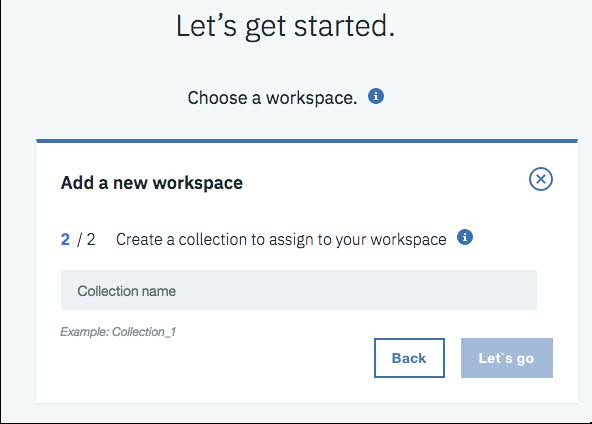 Let's get started.
Choose a workspace. i
Add a new workspace
2 / 2 Create a collection to assign to your workspace i
Collection name
Example: Collection_1
Back Let`s go